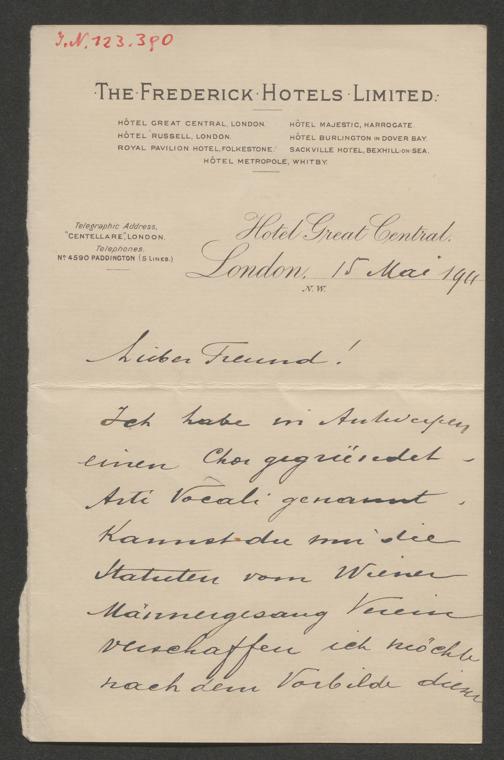 I.N. 123.390
THE FREDERICK HOTELS LIMITED.
HÔTEL GREAT CENTRAL, LONDON. HÔTEL MAJESTIC, HARROGATE.
HÔTEL RUSSELL, LONDON. HÔTEL BURLINGTON IN DOVER BAY.
ROYAL PAVILION HOTEL, FOLKESTONE. SACKVILLE HOTEL, BEXHILL-ON-SEA.
HÔTEL METROPOLE, WHITBY.
Telegraphic Address,
"CENTELLARE", LONDON.
Telephones.
Nº 4590 PADDINGTON (5 LINES.)
Hotel Great Central.
London, 15 Mai 1911
N.W.
Lieber Freund!
Ich habe in Antwerpen
einen Chor gegründet -
Arti Vocali genannt.
Kannst du mir die
Statuten vom Wiener
Männergesang Verein
verschaffen ich möchte
nach dem Vorbilde